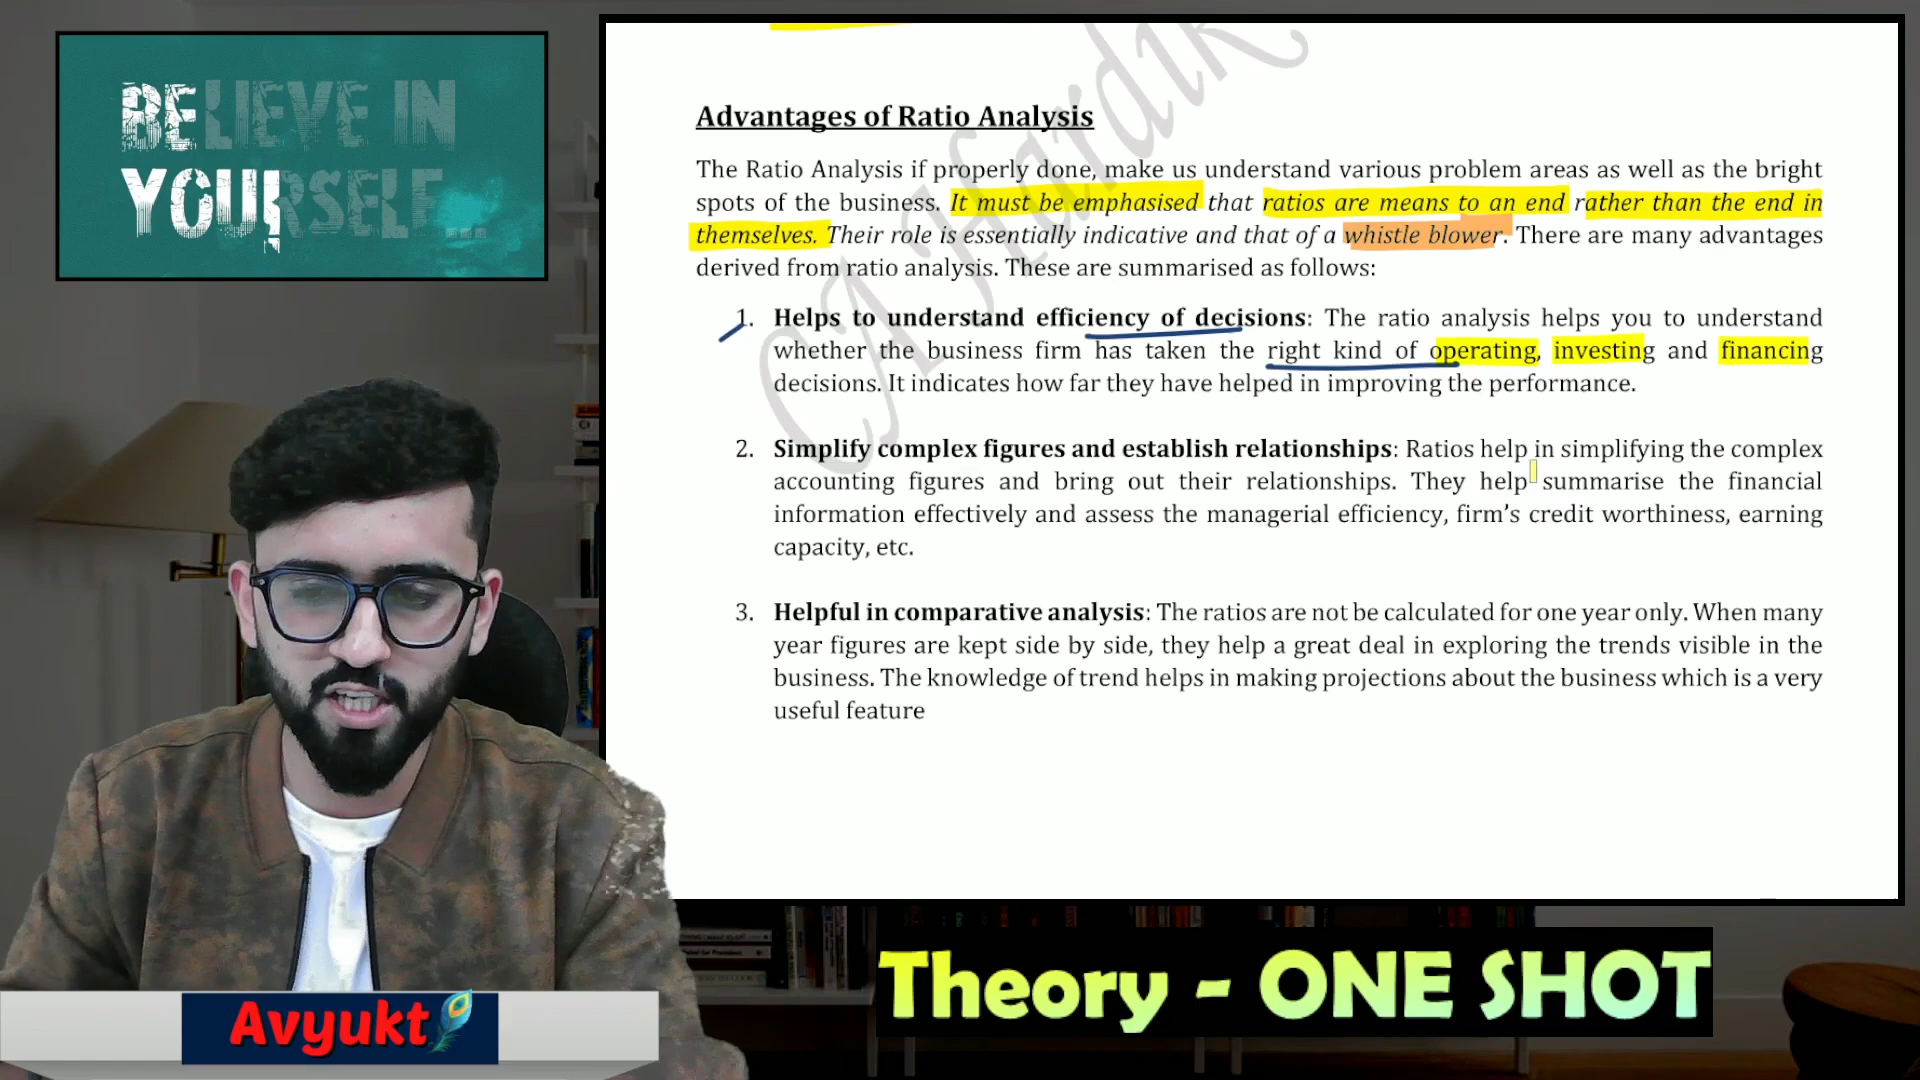 BELIEVE IN
YOURSELF...
CA Hardik
Advantages of Ratio Analysis
The Ratio Analysis if properly done, make us understand various problem areas as well as the bright
spots of the business. It must be emphasised that ratios are means to an end rather than the end in
themselves. Their role is essentially indicative and that of a whistle blower. There are many advantages
derived from ratio analysis. These are summarised as follows:
1. Helps to understand efficiency of decisions: The ratio analysis helps you to understand
whether the business firm has taken the right kind of operating, investing and financing
decisions. It indicates how far they have helped in improving the performance.
2. Simplify complex figures and establish relationships: Ratios help in simplifying the complex
accounting figures and bring out their relationships. They help summarise the financial
information effectively and assess the managerial efficiency, firm's credit worthiness, earning
capacity, etc.
3. Helpful in comparative analysis: The ratios are not be calculated for one year only. When many
year figures are kept side by side, they help a great deal in exploring the trends visible in the
business. The knowledge of trend helps in making projections about the business which is a very
useful feature
Theory - ONE SHOT
Avyukt